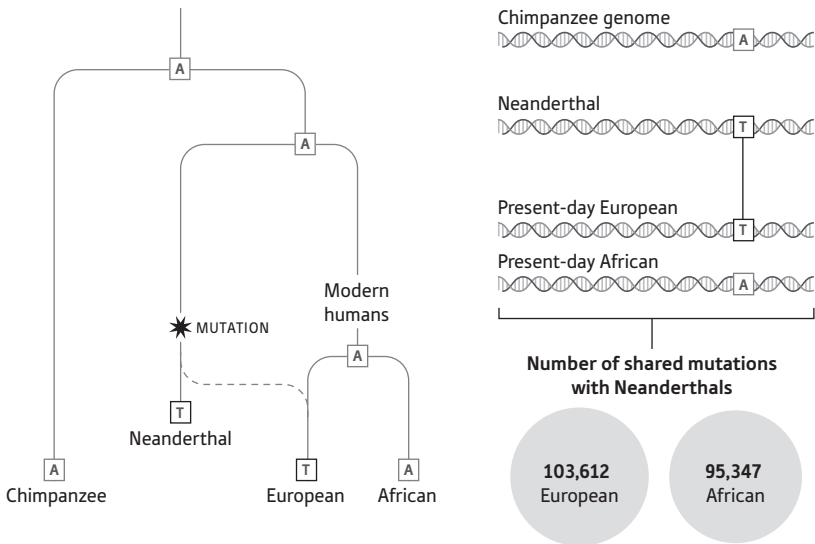 A
A
Modern
humans
MUTATION
A
T
Neanderthal
A
T
A
Chimpanzee
European
African
Chimpanzee genome
A
Neanderthal
T
Present-day European
T
Present-day African
A
Number of shared mutations
with Neanderthals
103,612
European
95,347
African